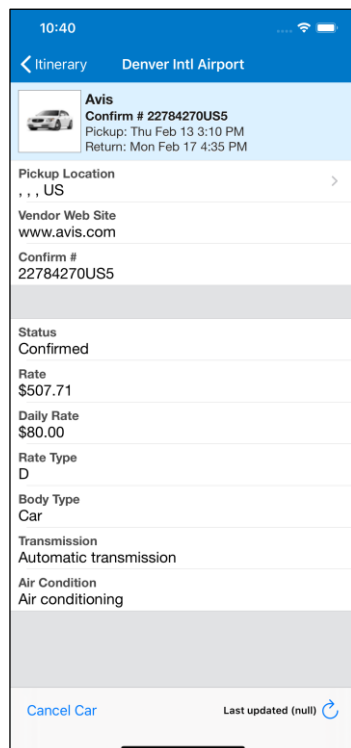 10:40
Itinerary
Denver Intl Airport
Avis
Confirm # 22784270US5
Pickup: Thu Feb 13 3:10 PM
Return: Mon Feb 17 4:35 PM
Pickup Location
, , , US
Vendor Web Site
www.avis.com
Confirm #
22784270US5
Status
Confirmed
Rate
$507.71
Daily Rate
$80.00
Rate Type
D
Body Type
Car
Transmission
Automatic transmission
Air Condition
Air conditioning
Cancel Car
Last updated (null)